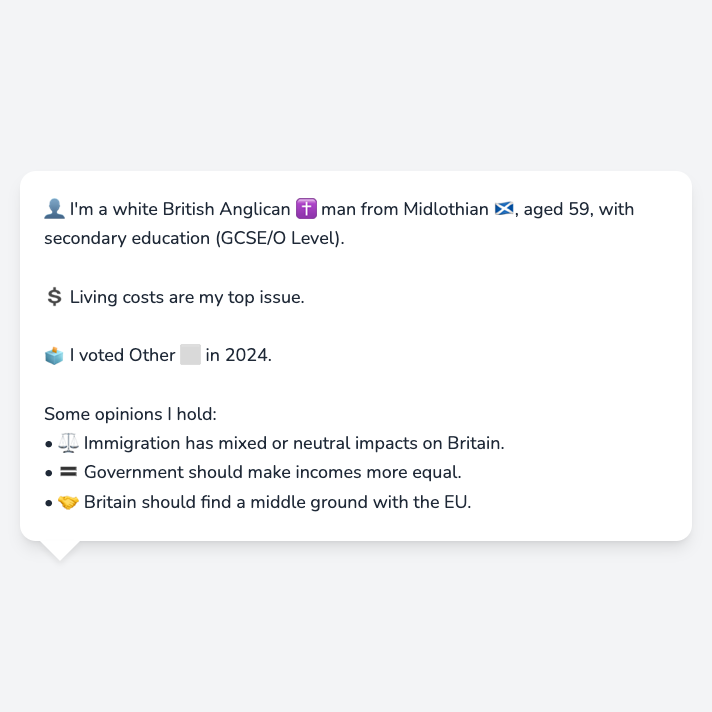 👤 I'm a white British Anglican ✝️ man from Midlothian 🏴󠁧󠁢󠁳󠁣󠁴󠁿, aged 59, with
secondary education (GCSE/O Level).
💲 Living costs are my top issue.
🗳️ I voted Other ⬜ in 2024.
Some opinions I hold:
• ⚖️ Immigration has mixed or neutral impacts on Britain.
• 🟰 Government should make incomes more equal.
• 🤝 Britain should find a middle ground with the EU.